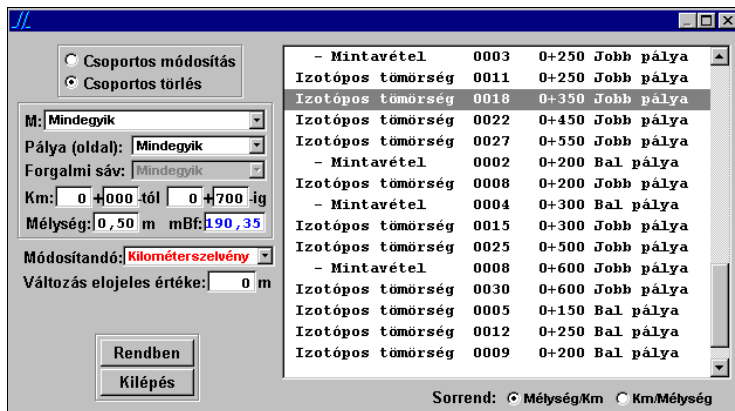 Csoportos módosítás
Csoportos törlés
M: Mindegyik
Pálya (oldal): Mindegyik
Forgalmi sáv: Mindegyik
Km: 0 +000 -tól 0 +700 -ig
Mélység: 0,50 m mBf: 190,35
Módosítandó: Kilométerszelvény
Változás elojeles értéke: 0 m
Rendben
Kilépés
- Mintavétel 0003 0+250 Jobb pálya
Izotópos tömörség 0011 0+250 Jobb pálya
Izotópos tömörség 0018 0+350 Jobb pálya
Izotópos tömörség 0022 0+450 Jobb pálya
Izotópos tömörség 0027 0+550 Jobb pálya
- Mintavétel 0002 0+200 Bal pálya
Izotópos tömörség 0008 0+200 Jobb pálya
- Mintavétel 0004 0+300 Bal pálya
Izotópos tömörség 0015 0+300 Jobb pálya
Izotópos tömörség 0025 0+500 Jobb pálya
- Mintavétel 0008 0+600 Jobb pálya
Izotópos tömörség 0030 0+600 Jobb pálya
Izotópos tömörség 0005 0+150 Bal pálya
Izotópos tömörség 0012 0+250 Bal pálya
Izotópos tömörség 0009 0+200 Bal pálya
Sorrend: Mélység/Km Km/Mélység